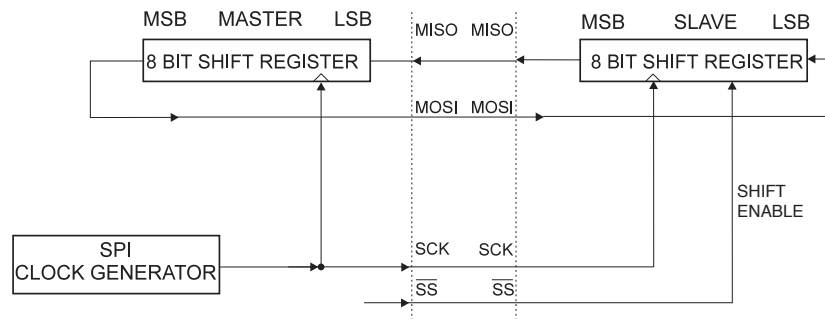 MSB MASTER LSB
MISO MISO
MSB SLAVE LSB
8 BIT SHIFT REGISTER
8 BIT SHIFT REGISTER
MOSI MOSI
SHIFT
ENABLE
SPI
CLOCK GENERATOR
SCK SCK
SS SS